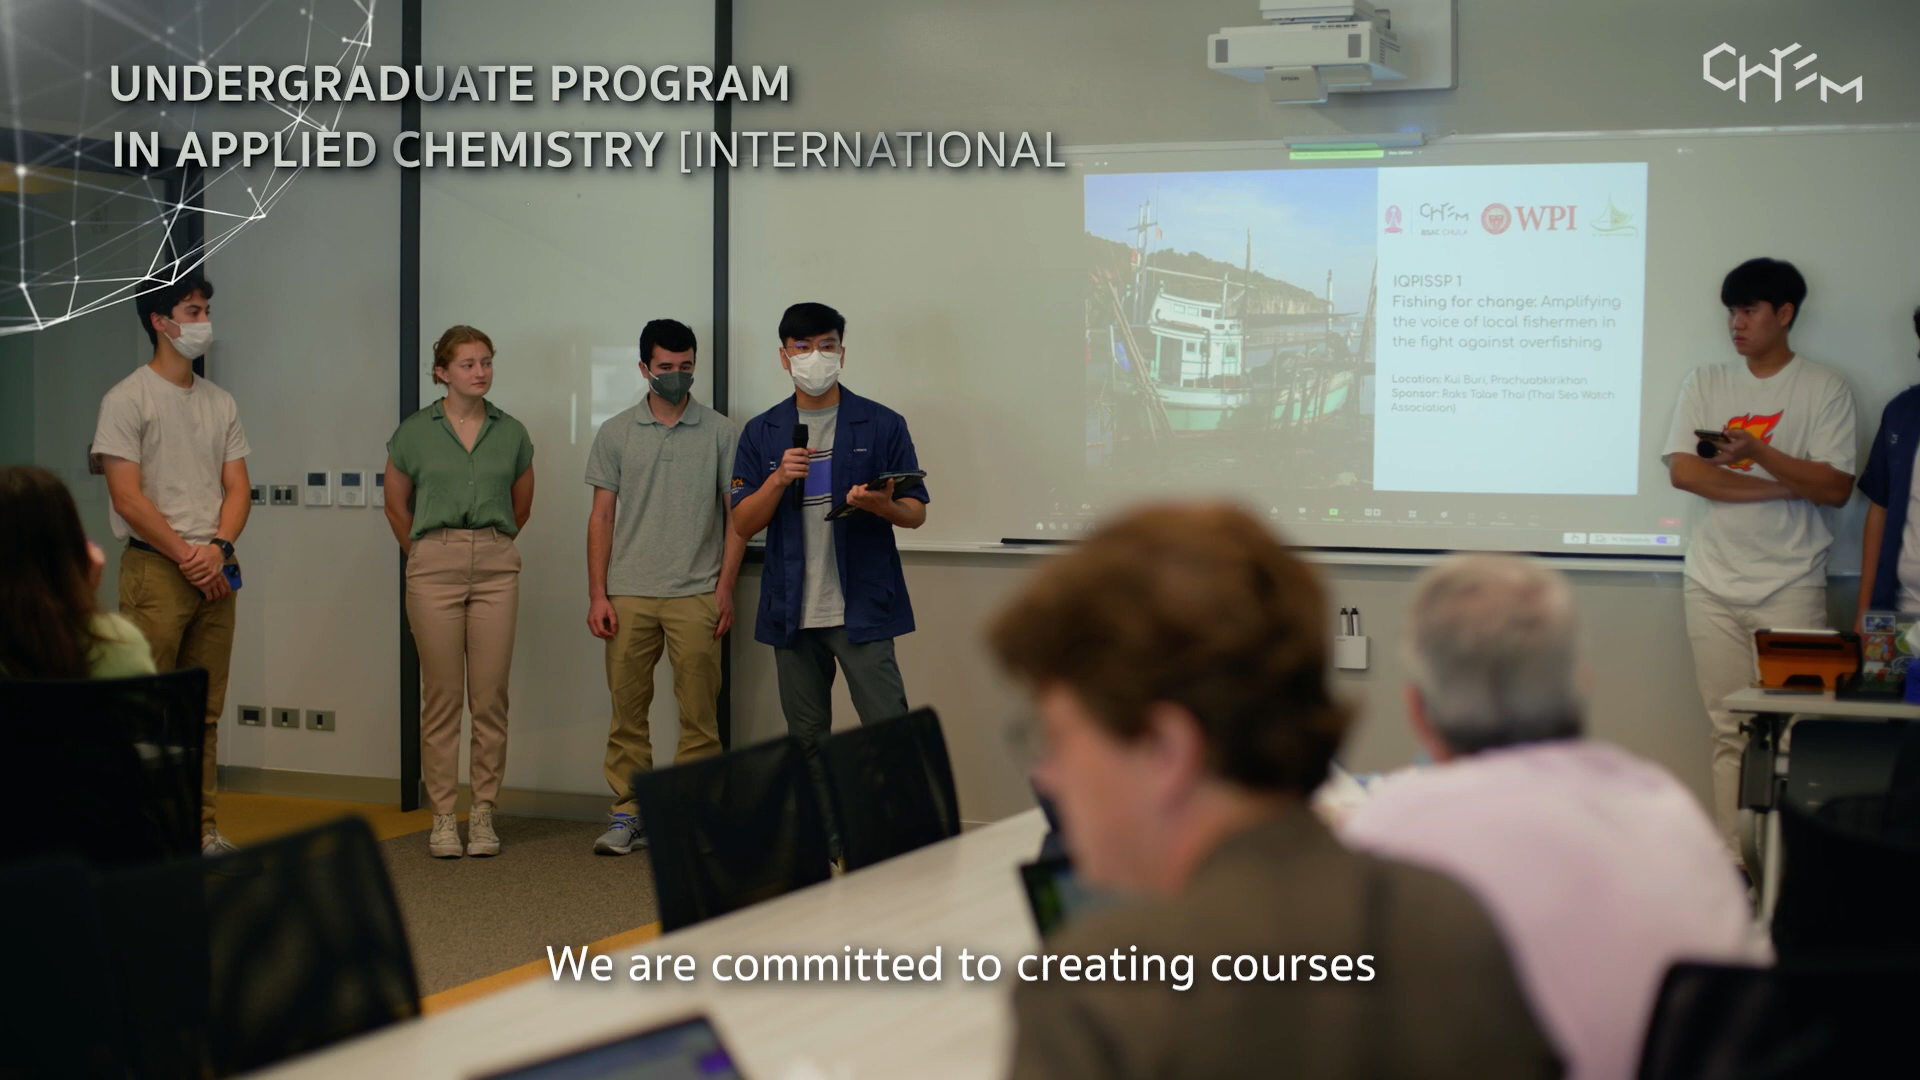 UNDERGRADUATE PROGRAM
IN APPLIED CHEMISTRY [INTERNATIONAL
CHEM
CHEM
BSAC CHULA
WPI
IQPISSP 1
Fishing for change: Amplifying
the voice of local fishermen in
the fight against overfishing
Location: Kui Buri, Prachuabkirikhan
Sponsor: Raks Talae Thai (Thai Sea Watch
Association)
We are committed to creating courses